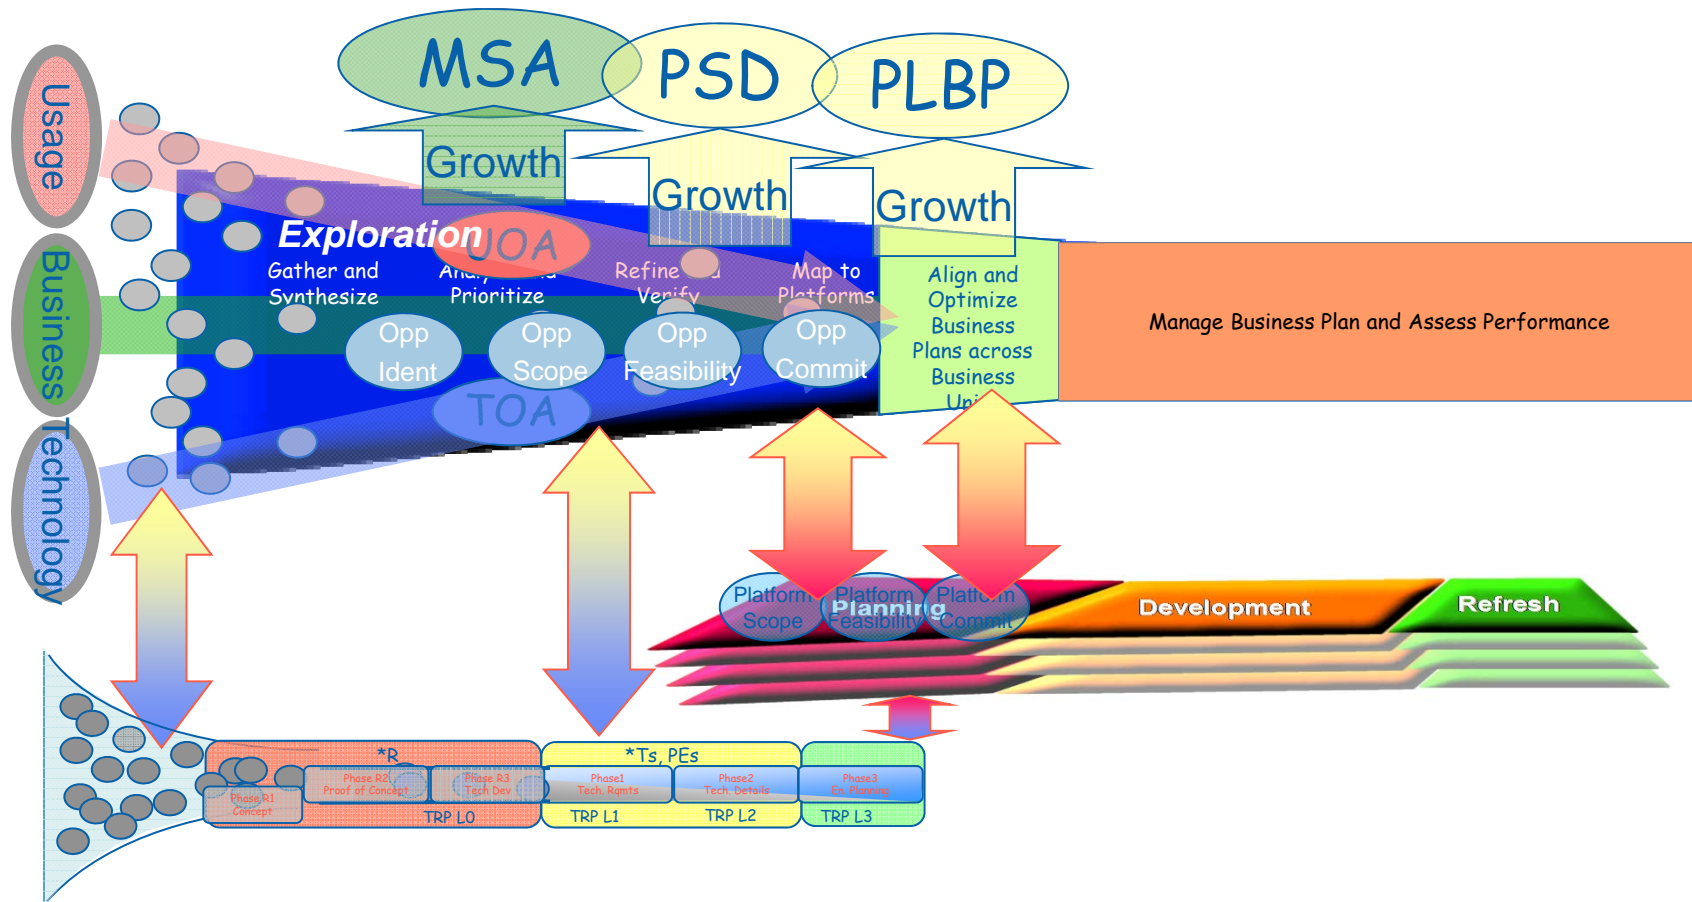 MSA
PSD
PLBP
Growth
Growth
Growth
Usage
Business
Technology
Exploration
UOA
TOA
Gather and
Synthesize
Prioritize
Refine
Verify
Map to
Platforms
Opp
Ident
Opp
Scope
Opp
Feasibility
Opp
Commit
Align and
Optimize
Business
Plans across
Business
Manage Business Plan and Assess Performance
Platform
Scope
Platform
Feasibility
Platform
Commit
Planning
Development
Refresh
*R
*Ts, PEs
Phase R1
Concept
Phase R2
Proof of Concept
Phase R3
Tech Dev
Phase1
Tech. Rqmts
Phase2
Tech. Details
Phase3
En. Planning
TRP L0
TRP L1
TRP L2
TRP L3